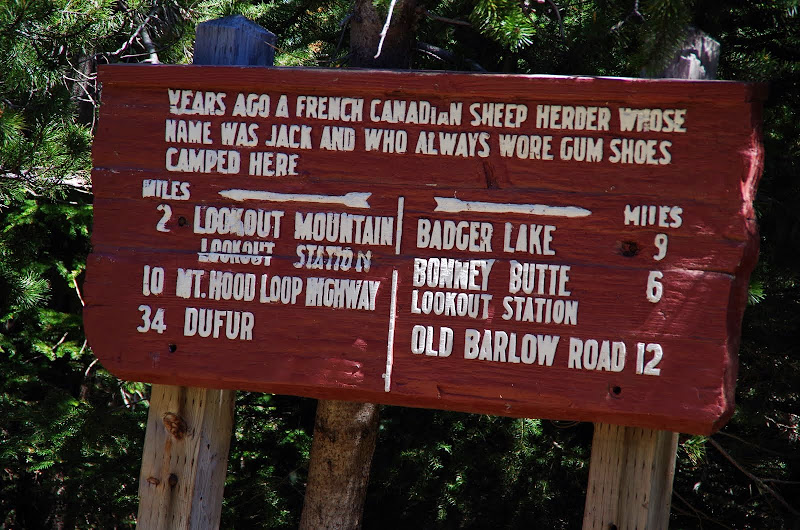 YEARS AGO A FRENCH CANADIAN SHEEP HERDER WHOSE
NAME WAS JACK AND WHO ALWAYS WORE GUM SHOES
CAMPED HERE
MILES
2 LOOKOUT MOUNTAIN
LOOKOUT STATION
10 MT. HOOD LOOP HIGHWAY
34 DUFUR
MILES
BADGER LAKE 9
BONNEY BUTTE 6
LOOKOUT STATION
OLD BARLOW ROAD 12